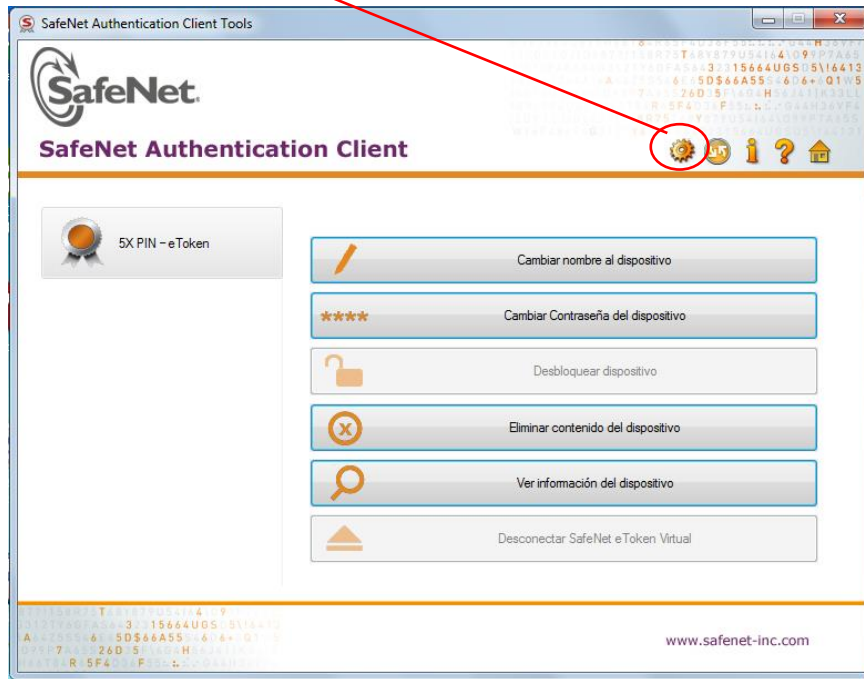 SafeNet Authentication Client Tools
SafeNet.
SafeNet Authentication Client
5X PIN – eToken
Cambiar nombre al dispositivo
**** Cambiar Contraseña del dispositivo
Desbloquear dispositivo
Eliminar contenido del dispositivo
Ver información del dispositivo
Desconectar SafeNet eToken Virtual
www.safenet-inc.com